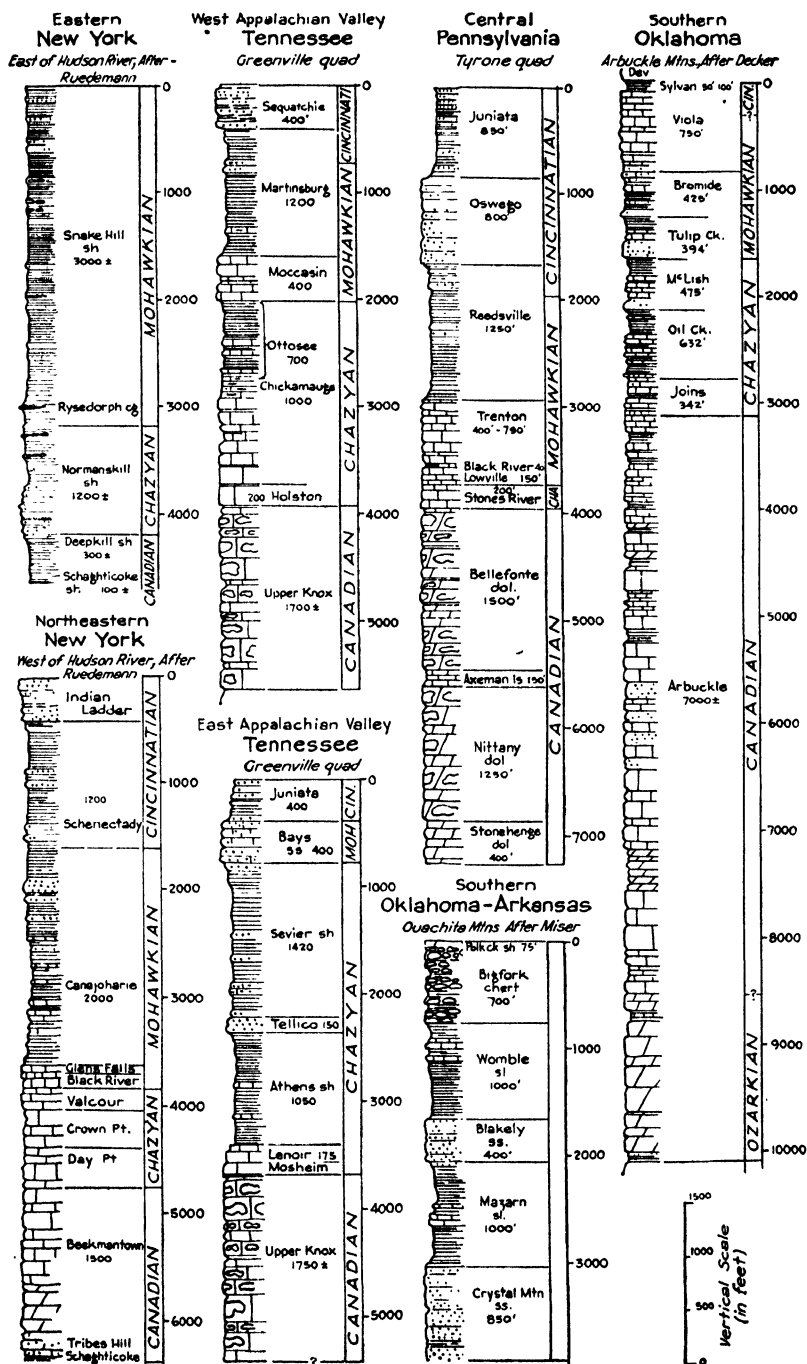 Eastern
New York
East of Hudson River, After -
Ruedemann
0
1000
2000
3000
4000
Snake Hill
sh
3000 ±
Rysedorph cg
Normanskill
sh
1200 ±
Deepkill sh
300 ±
Schaghticoke
sh. 100 ±
MOHAWKIAN
CHAZYAN
CANADIAN
Northeastern
New York
West of Hudson River, After
Ruedemann
0
1000
2000
3000
4000
5000
6000
Indian
Ladder
1200
Schenectady
Canajoharie
2000
Glens Falls
Black River
Valcour
Crown Pt.
Day Pt
Beekmantown
1500
Tribes Hill
Schaghticoke
CINCINNATIAN
MOHAWKIAN
CHAZYAN
CANADIAN
West Appalachian Valley
Tennessee
Greenville quad
0
1000
2000
3000
4000
5000
Sequatchie
400'
Martinsburg
1200
Moccasin
400
Ottosee
700
Chickamauga
1000
200 Holston
Upper Knox
1700 ±
CINCINNATI
MOHAWKIAN
CHAZYAN
CANADIAN
East Appalachian Valley
Tennessee
Greenville quad
0
1000
2000
3000
4000
5000
Juniata
400
Bays
ss 400
Sevier sh
1420
Tellico 150
Athens sh
1050
Lenoir 175
Mosheim
Upper Knox
1750 ±
?
CIN.
MOH
CHAZYAN
CANADIAN
Central
Pennsylvania
Tyrone quad
0
1000
2000
3000
4000
5000
6000
7000
Juniata
850'
Oswego
800'
Reedsville
1250'
Trenton
400' - 750'
Black River
Lowville 150'
200'
Stones River
Bellefonte
dol.
1500'
Axeman ls 150'
Nittany
dol
1250'
Stonehenge
dol
400'
CINCINNATIAN
MOHAWKIAN
CHA
CANADIAN
Southern
Oklahoma-Arkansas
Ouachita Mtns After Miser
0
1000
2000
3000
Polkck sh 75'
Bigfork
chert
700'
Womble
sl
1000'
Blakely
ss.
400'
Mazarn
sl.
1000'
Crystal Mtn
ss.
850'
Southern
Oklahoma
Arbuckle Mtns., After Decker
Dev
0
1000
2000
3000
4000
5000
6000
7000
8000
9000
10000
Sylvan 50' 100'
Viola
750'
Bromide
425'
Tulip Ck.
394'
McLish
475'
Oil Ck.
632'
Joins
342'
Arbuckle
7000 ±
CIN.
?
MOHAWKIAN
CHAZYAN
CANADIAN
?
OZARKIAN
1500
1000
500
0
Vertical Scale
(in feet)